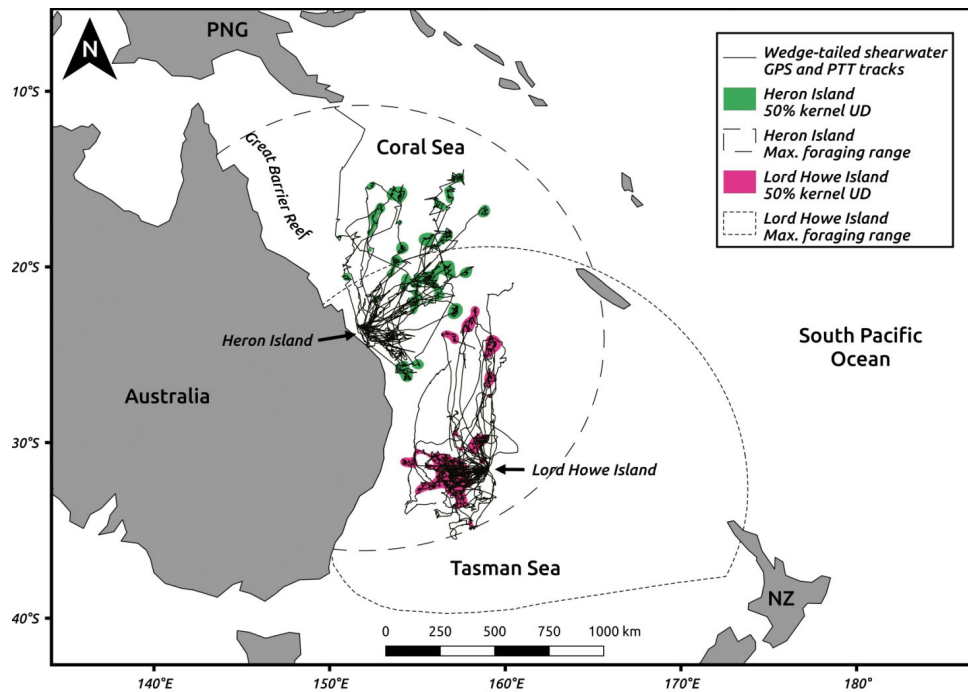 PNG
N
Wedge-tailed shearwater
GPS and PTT tracks
Heron Island
50% kernel UD
Heron Island
Max. foraging range
Lord Howe Island
50% kernel UD
Lord Howe Island
Max. foraging range
10°S
Coral Sea
Great Barrier Reef
20°S
Heron Island
South Pacific
Ocean
Australia
30°S
Lord Howe Island
Tasman Sea
NZ
40°S
0 250 500 750 1000 km
140°E 150°E 160°E 170°E 180°